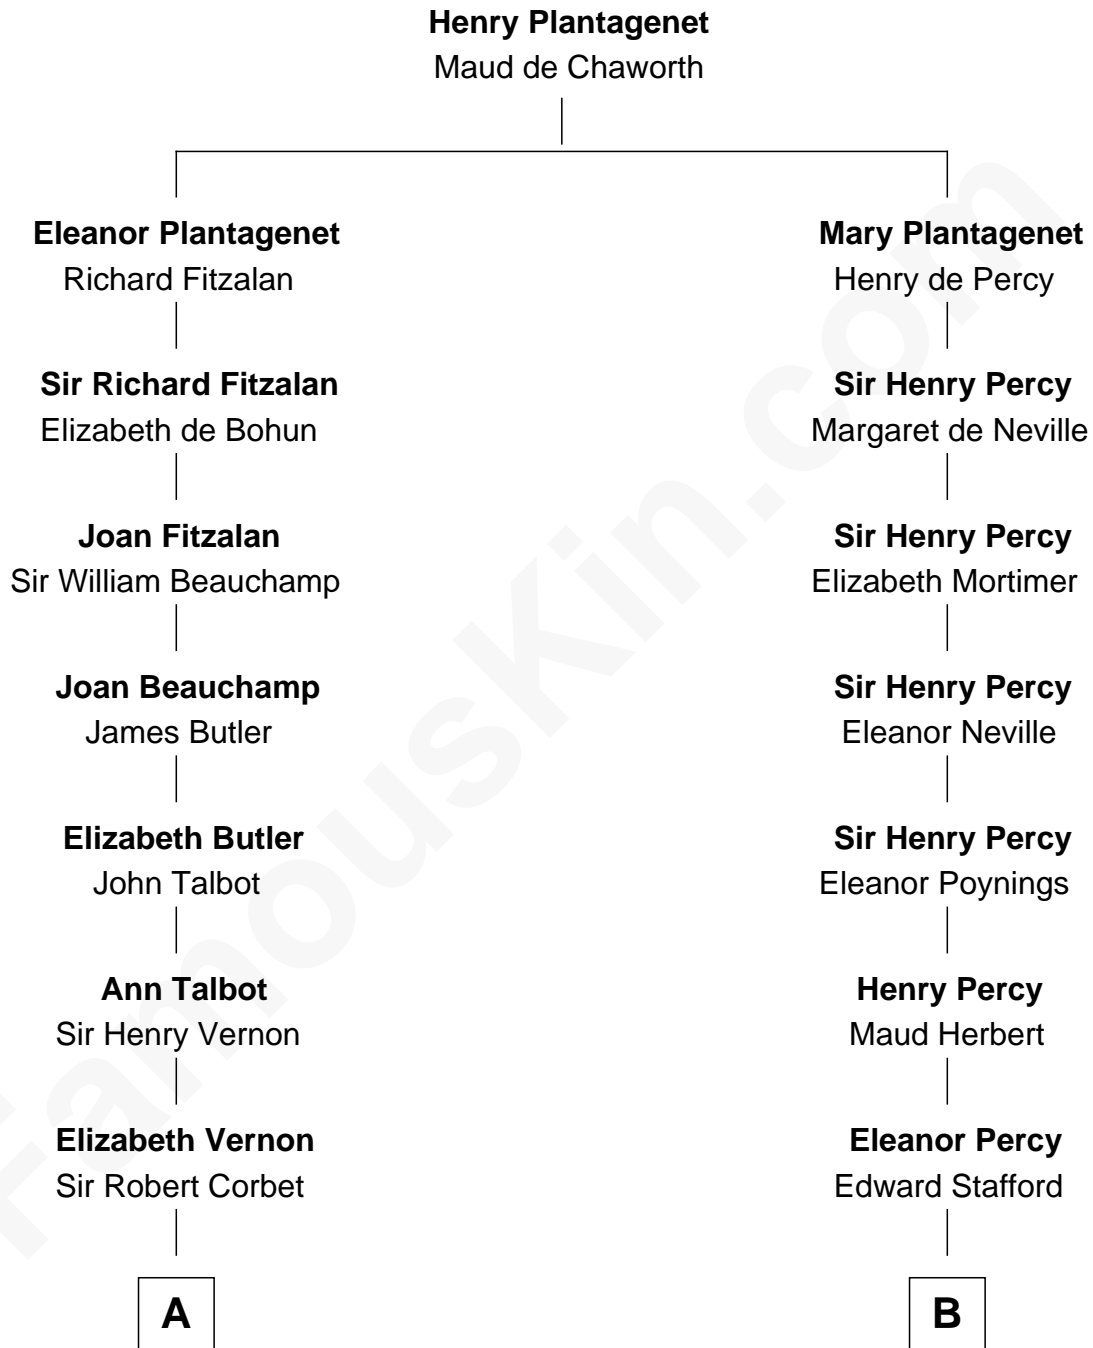 Henry Plantagenet
Maud de Chaworth
Eleanor Plantagenet
Richard Fitzalan
Mary Plantagenet
Henry de Percy
Sir Richard Fitzalan
Elizabeth de Bohun
Sir Henry Percy
Margaret de Neville
Joan Fitzalan
Sir William Beauchamp
Sir Henry Percy
Elizabeth Mortimer
Joan Beauchamp
James Butler
Sir Henry Percy
Eleanor Neville
Elizabeth Butler
John Talbot
Sir Henry Percy
Eleanor Poynings
Ann Talbot
Sir Henry Vernon
Henry Percy
Maud Herbert
Elizabeth Vernon
Sir Robert Corbet
Eleanor Percy
Edward Stafford
A
B
FamousKin.com